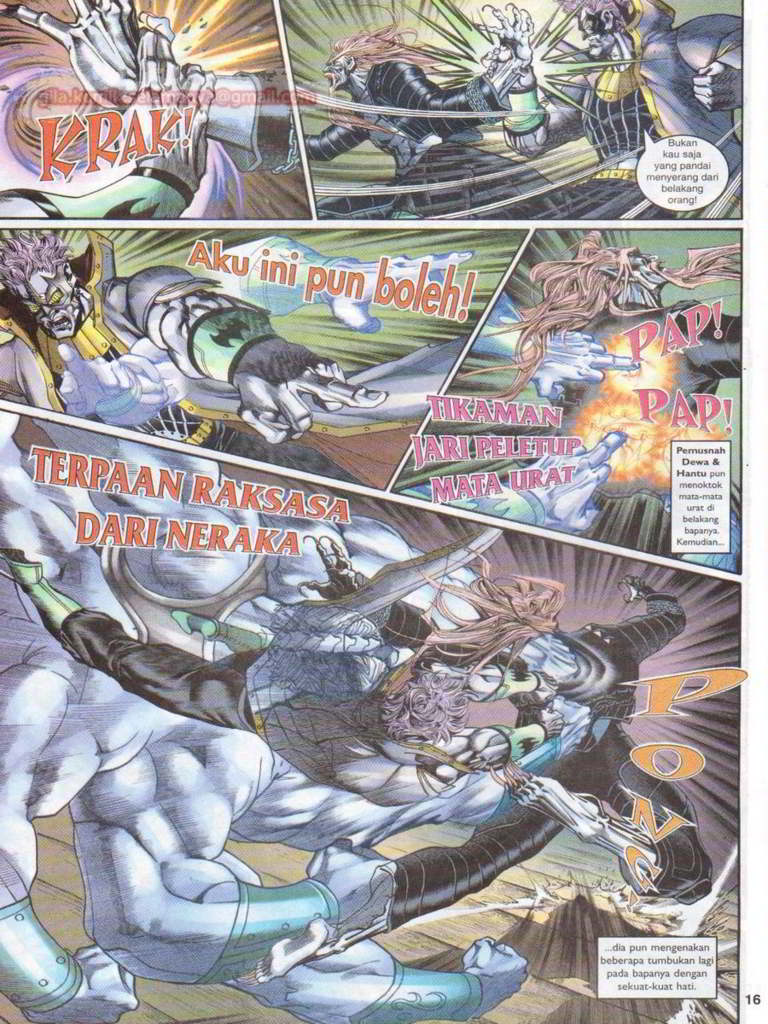 KRAK!
Bukan
kau saja
yang pandai
menyerang dari
belakang
orang!
Aku ini pun boleh!
PAP!
PAP!
TIKAMAN
JARI PELETUP
MATA URAT
Pemusnah
Dewa &
Hantu pun
menoktok
mata-mata
urat di
belakang
bapanya.
Kemudian...
TERPAAN RAKSASA
DARI NERAKA
PONG
...dia pun mengenakan
beberapa tumbukan lagi
pada bapanya dengan
sekuat-kuat hati.
16